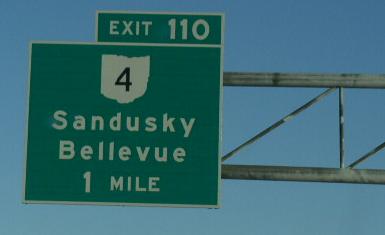 EXIT 110
4
Sandusky
Bellevue
1 MILE